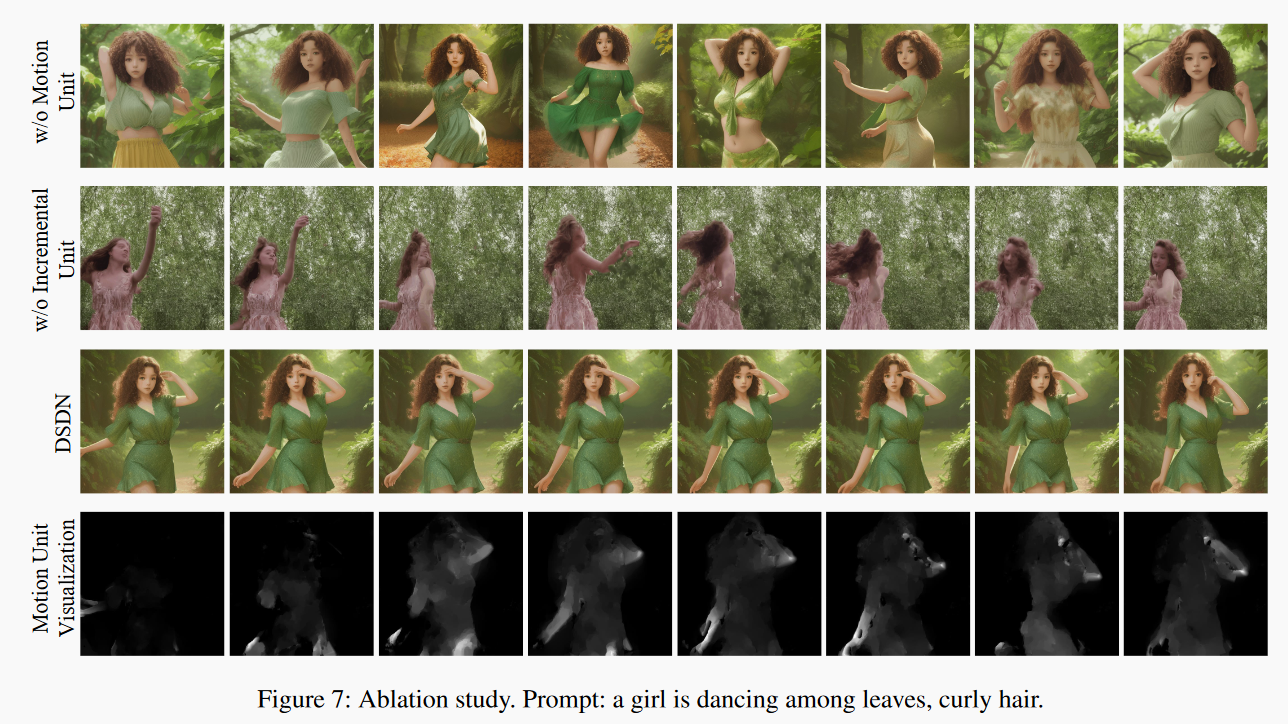 w/o Motion
Unit
w/o Incremental
Unit
DSDN
Motion Unit
Visualization
Figure 7: Ablation study. Prompt: a girl is dancing among leaves, curly hair.